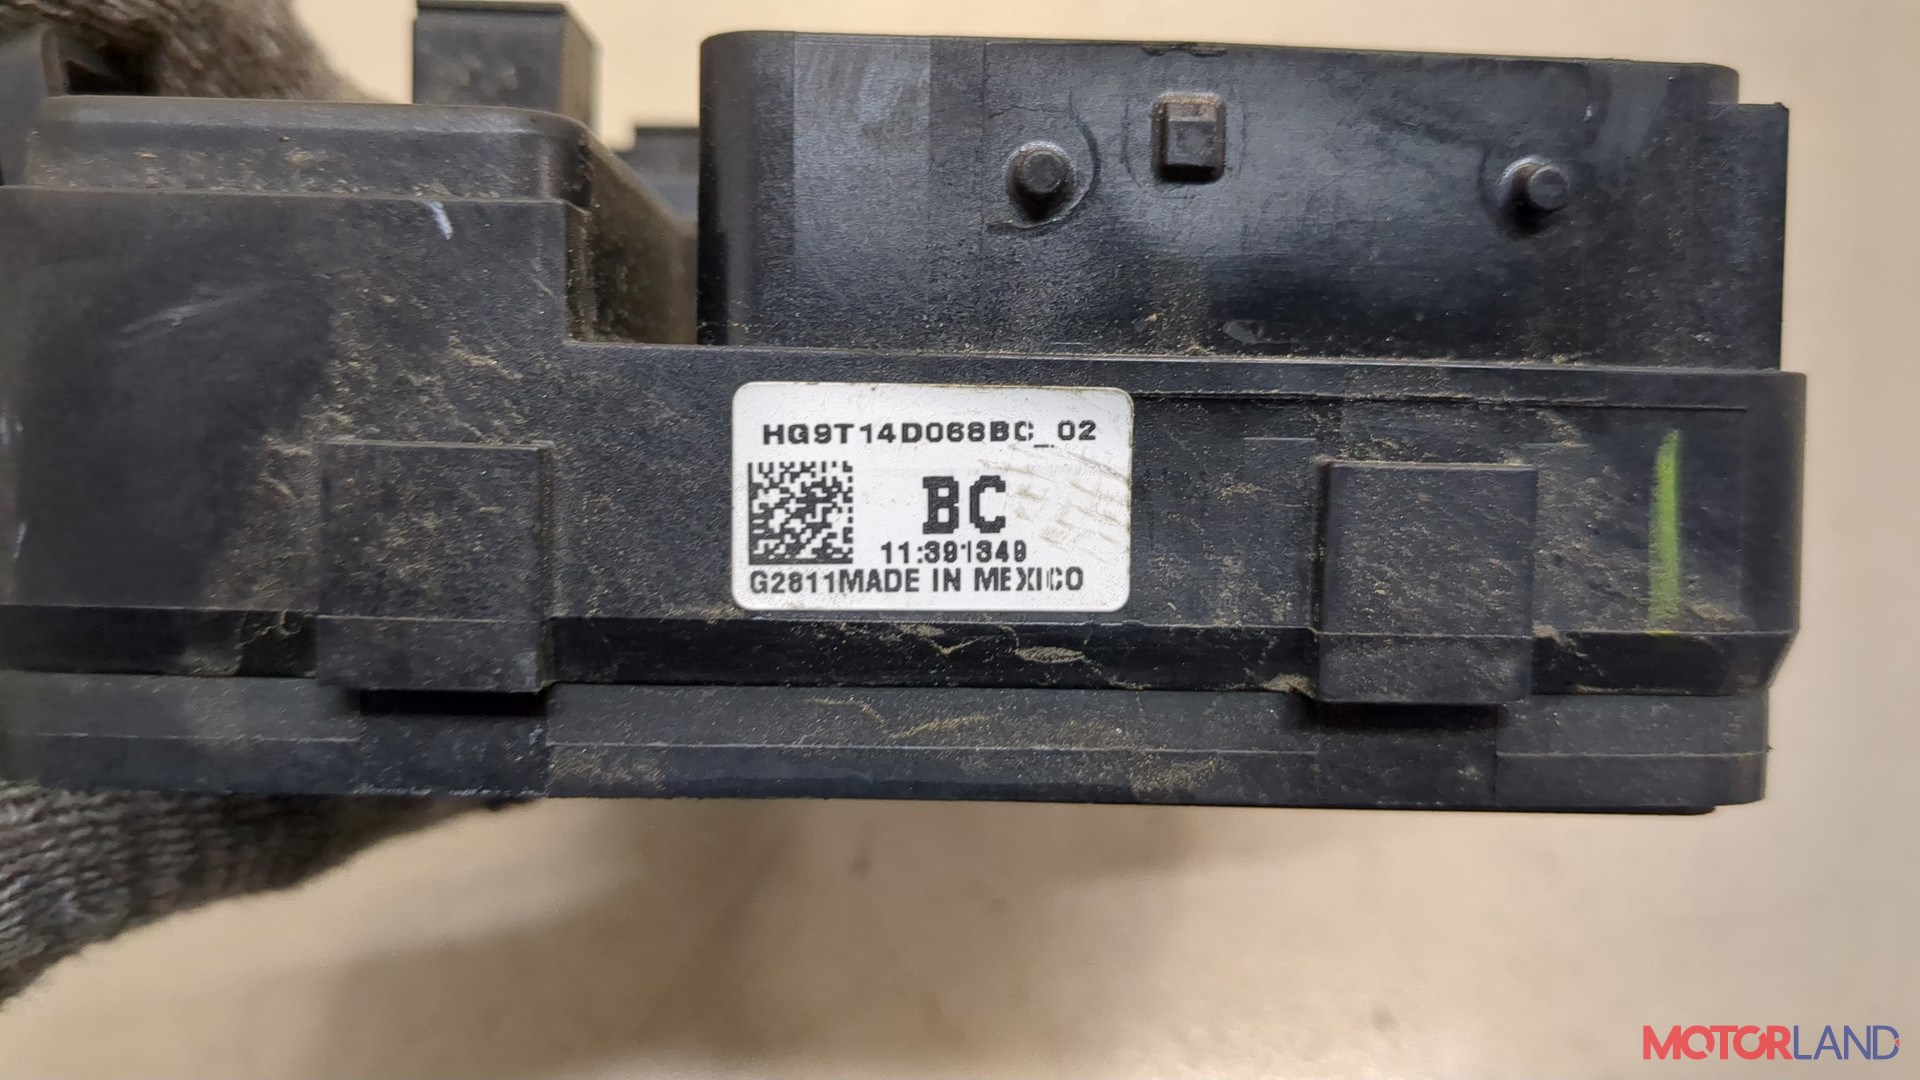 HG9T14D068BC_02
BC
11:391349
G2811MADE IN MEXICO
MOTORLAND